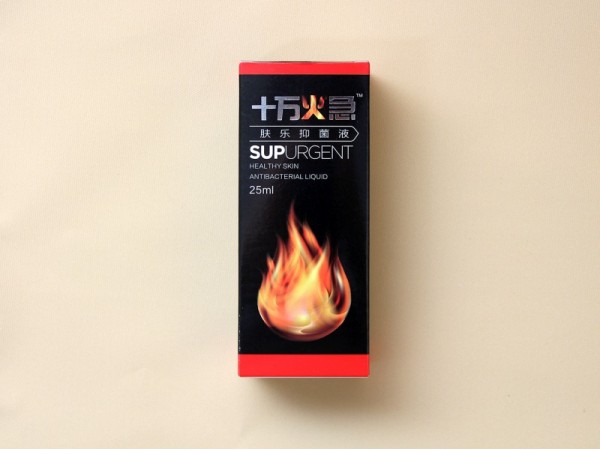 十万火急™
肤乐抑菌液
SUPURGENT
HEALTHY SKIN
ANTIBACTERIAL LIQUID
25ml